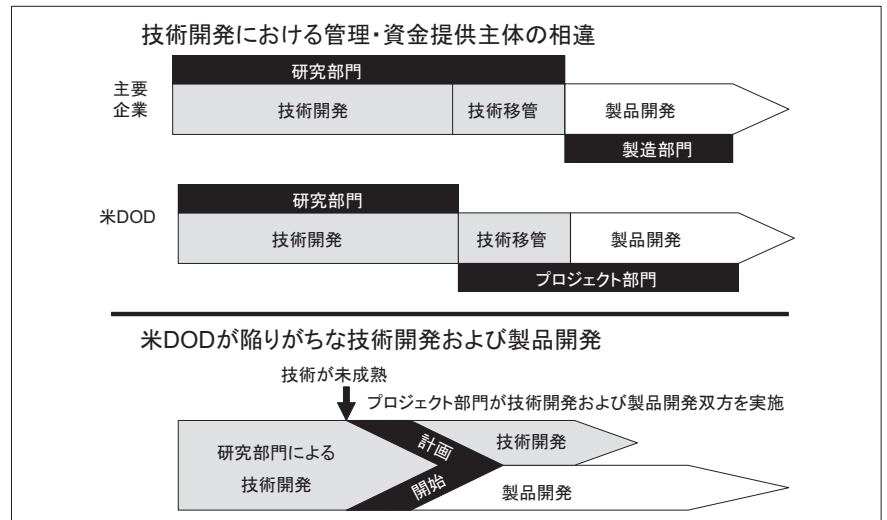 技術開発における管理・資金提供主体の相違
研究部門
主要
企業
技術開発
技術移管
製品開発
製造部門
研究部門
米DOD
技術開発
技術移管
製品開発
プロジェクト部門
米DODが陥りがちな技術開発および製品開発
技術が未成熟
プロジェクト部門が技術開発および製品開発双方を実施
研究部門による
技術開発
計画
開始
技術開発
製品開発